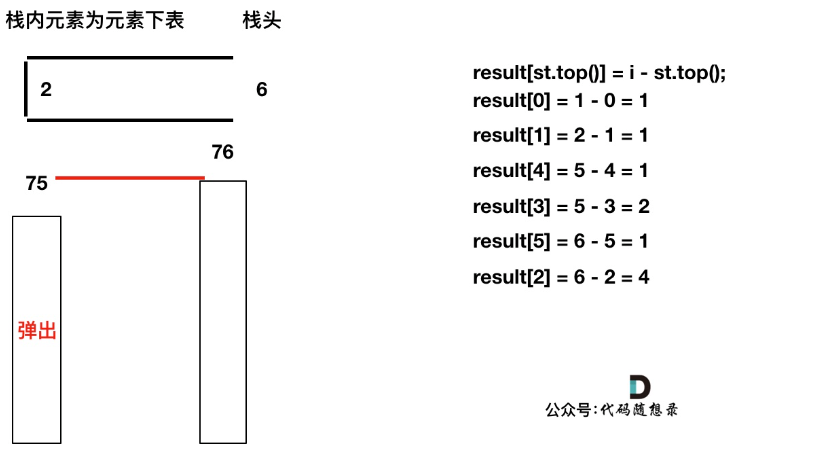 栈内元素为元素下表 栈头
2 6
76
75
弹出
result[st.top()] = i - st.top();
result[0] = 1 - 0 = 1
result[1] = 2 - 1 = 1
result[4] = 5 - 4 = 1
result[3] = 5 - 3 = 2
result[5] = 6 - 5 = 1
result[2] = 6 - 2 = 4
D
公众号:代码随想录